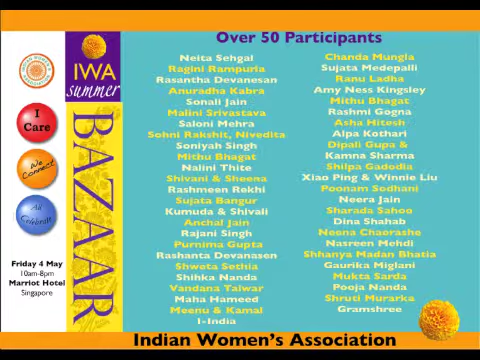 Over 50 Participants
IWA
summer
BAZAAR
I
Care
We
Connect
All
Celebrate
Friday 4 May
10am-8pm
Marriot Hotel
Singapore
Neita Sehgal
Ragini Rampuria
Rasantha Devanesan
Anuradha Kabra
Sonali Jain
Malini Srivastava
Saloni Mehra
Sohni Rakshit, Nivedita
Soniyah Singh
Mithu Bhagat
Nalini Thite
Shivani & Sheena
Rashmeen Rekhi
Sujata Bangur
Kumuda & Shivali
Anchal Jain
Rajani Singh
Purnima Gupta
Rashanta Devanasen
Shweta Sethia
Shihka Nanda
Vandana Talwar
Maha Hameed
Meenu & Kamal
I-India
Chanda Mungla
Sujata Medepalli
Ranu Ladha
Amy Ness Kingsley
Mithu Bhagat
Rashmi Gogna
Asha Hitesh
Alpa Kothari
Dipali Gupa &
Kamna Sharma
Shilpa Gadodia
Xiao Ping & Winnie Liu
Poonam Sodhani
Neera Jain
Sharada Sahoo
Dina Shahab
Neena Chaerashe
Nasreen Mehdi
Shhanya Madan Bhatia
Gaurika Miglani
Mukta Sarda
Pooja Nanda
Shruti Murarka
Gramshree
Indian Women's Association